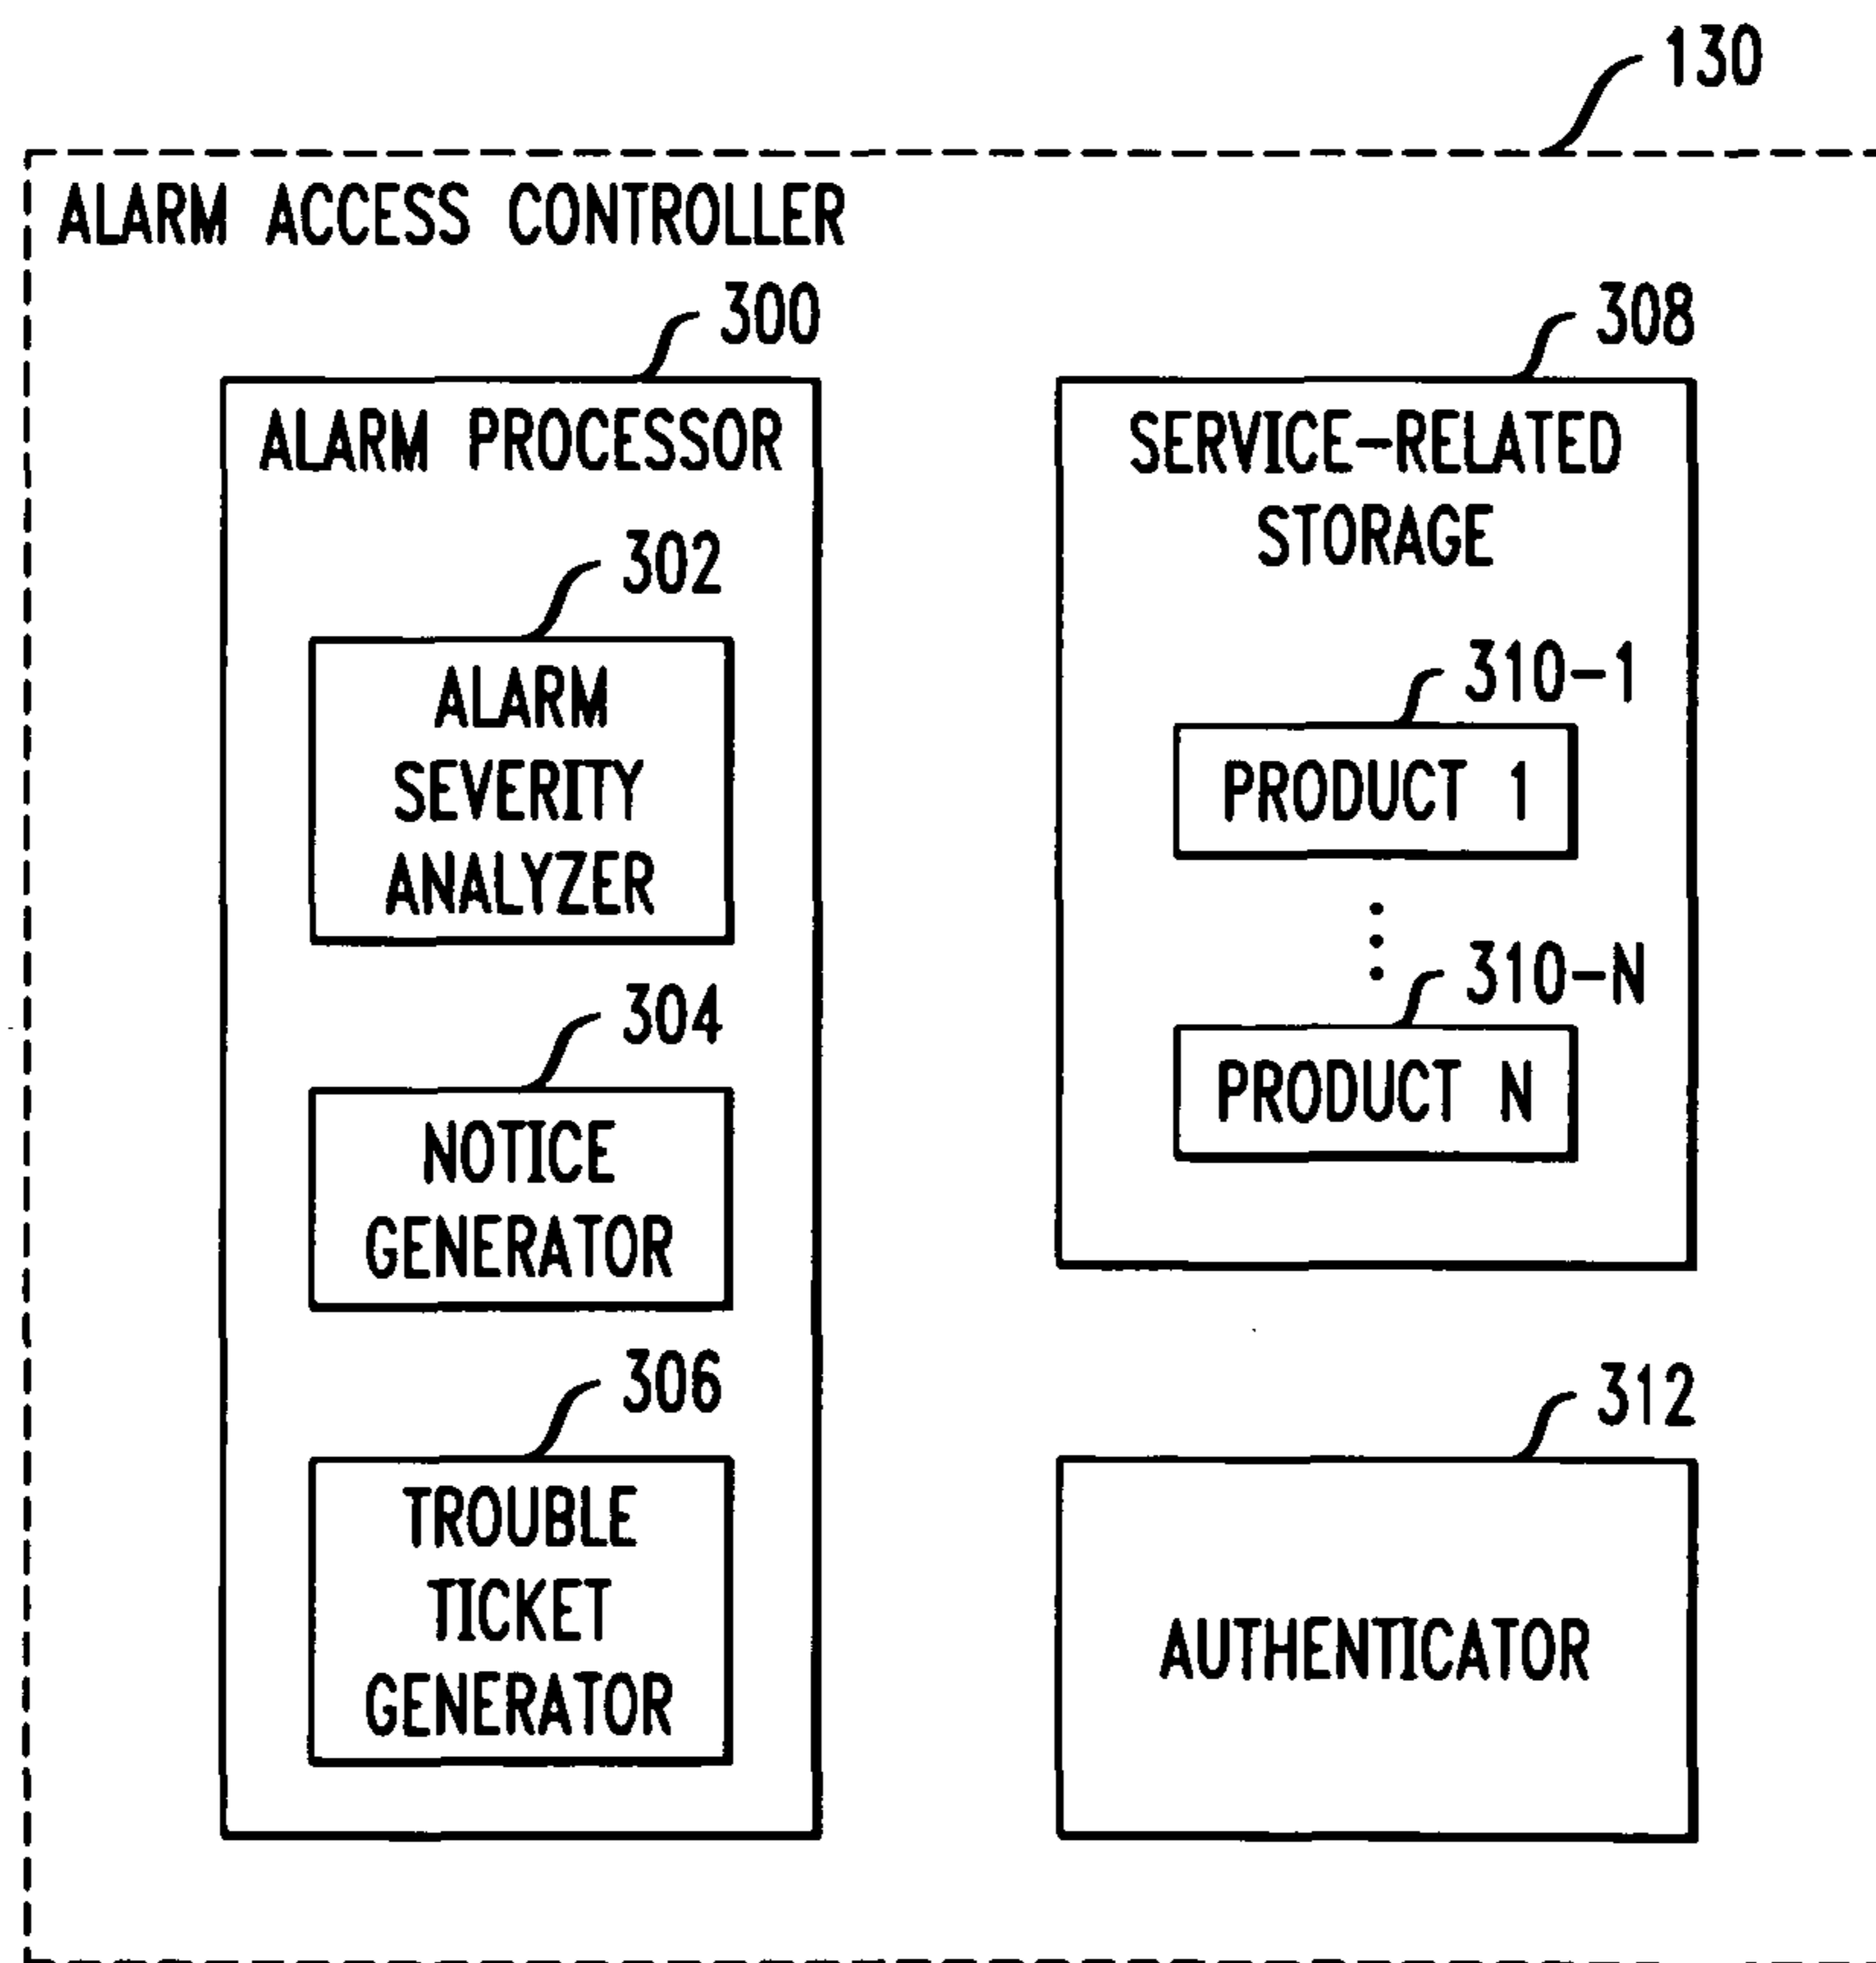 130
ALARM ACCESS CONTROLLER
300
ALARM PROCESSOR
302
ALARM
SEVERITY
ANALYZER
304
NOTICE
GENERATOR
306
TROUBLE
TICKET
GENERATOR
308
SERVICE-RELATED
STORAGE
310-1
PRODUCT 1
310-N
PRODUCT N
312
AUTHENTICATOR